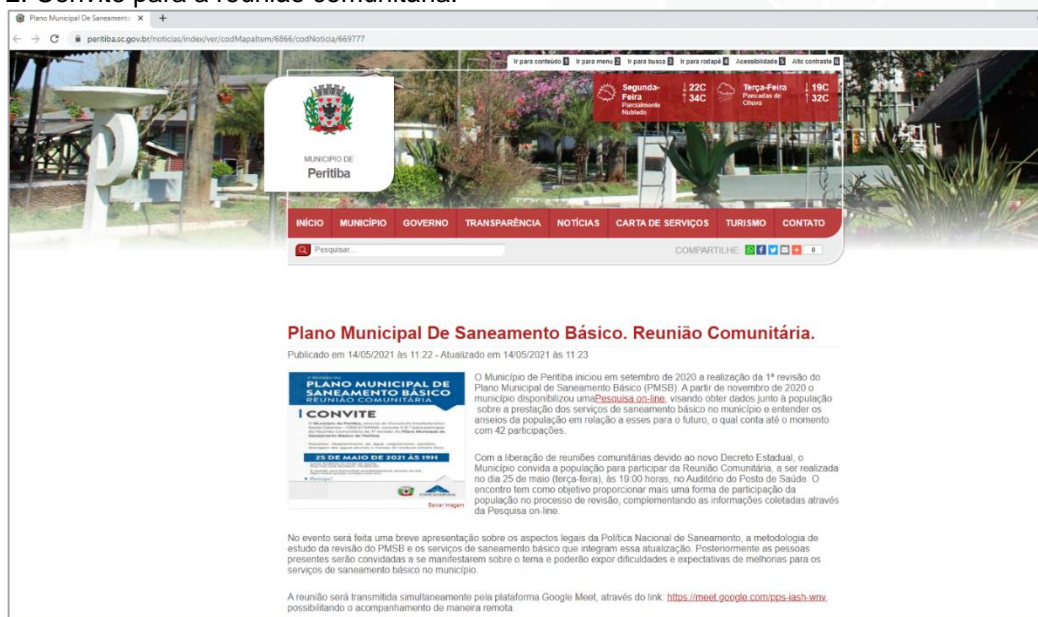 2. Convite para a reunião comunitária.
Plano Municipal De Saneamento
peritiba.sc.gov.br/noticias/index/ver/codMapaItem/6866/codNoticia/669777
Ir para conteúdo 1 Ir para menu 2 Ir para busca 3 Ir para rodapé 4 Acessibilidade 5 Alto contraste 6
Segunda-Feira
Parcialmente Nublado
22C
34C
Terça-Feira
Pancadas de Chuva
19C
32C
MUNICIPIO DE
Peritiba
INÍCIO MUNICÍPIO GOVERNO TRANSPARÊNCIA NOTÍCIAS CARTA DE SERVIÇOS TURISMO CONTATO
Pesquisar...
COMPARTILHE: 0
Plano Municipal De Saneamento Básico. Reunião Comunitária.
Publicado em 14/05/2021 às 11:22 - Atualizado em 14/05/2021 às 11:23
PLANO MUNICIPAL DE
SANEAMENTO BÁSICO
REUNIÃO COMUNITÁRIA
CONVITE
25 DE MAIO DE 2021 ÀS 19H
Participe!
Baixar Imagem
O Município de Peritiba iniciou em setembro de 2020 a realização da 1ª revisão do
Plano Municipal de Saneamento Básico (PMSB). A partir de novembro de 2020 o
município disponibilizou umaPesquisa on-line, visando obter dados junto à população
sobre a prestação dos serviços de saneamento básico no município e entender os
anseios da população em relação a esses para o futuro, o qual conta até o momento
com 42 participações.
Com a liberação de reuniões comunitárias devido ao novo Decreto Estadual, o
Município convida a população para participar da Reunião Comunitária, a ser realizada
no dia 25 de maio (terça-feira), às 19:00 horas, no Auditório do Posto de Saúde. O
encontro tem como objetivo proporcionar mais uma forma de participação da
população no processo de revisão, complementando as informações coletadas através
da Pesquisa on-line.
No evento será feita uma breve apresentação sobre os aspectos legais da Política Nacional de Saneamento, a metodologia de
estudo da revisão do PMSB e os serviços de saneamento básico que integram essa atualização. Posteriormente as pessoas
presentes serão convidadas a se manifestarem sobre o tema e poderão expor dificuldades e expectativas de melhorias para os
serviços de saneamento básico no município.
A reunião será transmitida simultaneamente pela plataforma Google Meet, através do link: https://meet.google.com/pps-iash-wnv,
possibilitando o acompanhamento de maneira remota.